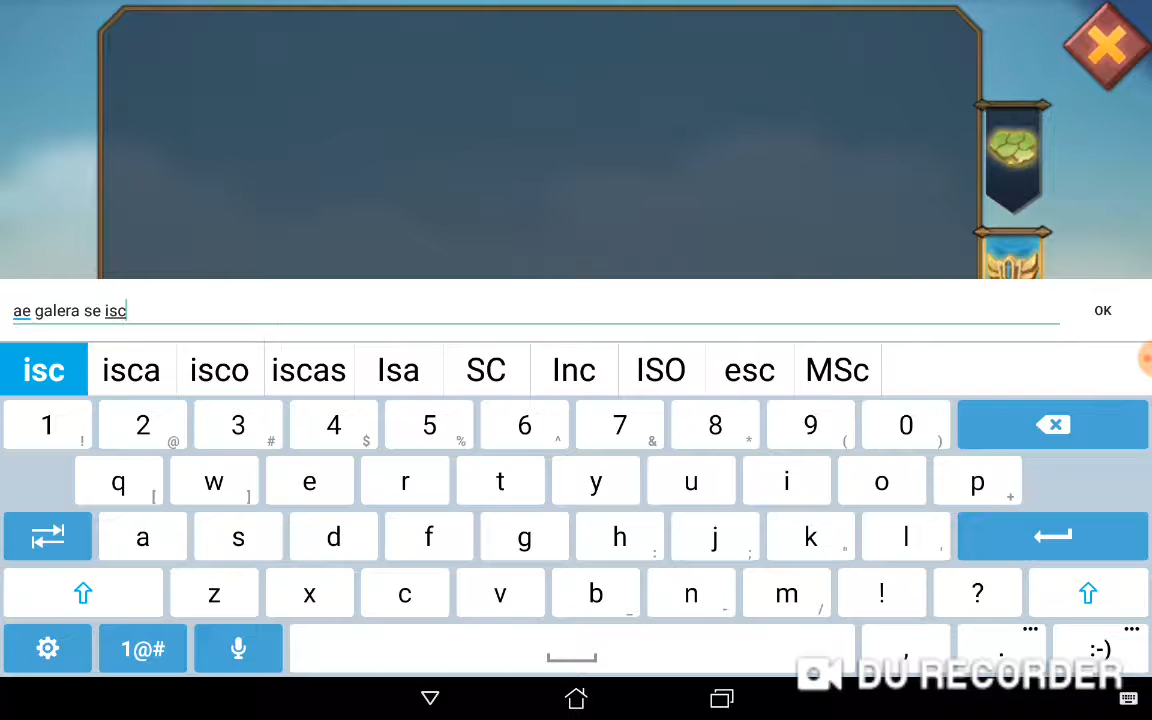 ae galera se isc
OK
isc isca isco iscas Isa SC Inc ISO esc MSc
1 ! 2 @ 3 # 4 $ 5 % 6 ^ 7 & 8 * 9 ( 0 )
q [ w ] e r t y u i o p +
a s d f g h : j ; k " l '
z x c v b _ n - m / ! ?
1@# , . ... :-) ...
DU RECORDER